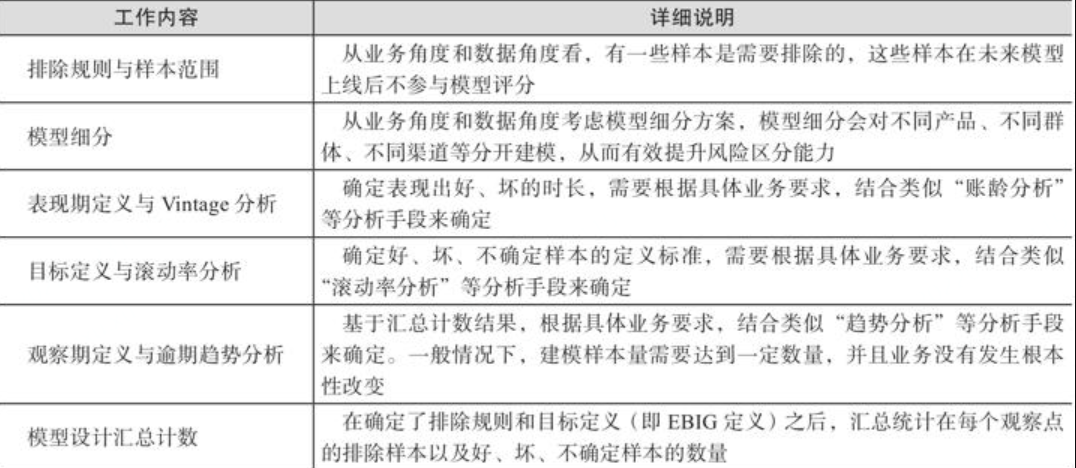 工作内容 详细说明
排除规则与样本范围
从业务角度和数据角度看，有一些样本是需要排除的，这些样本在未来模型
上线后不参与模型评分
模型细分
从业务角度和数据角度考虑模型细分方案，模型细分会对不同产品、不同群
体、不同渠道等分开建模，从而有效提升风险区分能力
表现期定义与 Vintage 分析
确定表现出好、坏的时长，需要根据具体业务要求，结合类似“账龄分析”
等分析手段来确定
目标定义与滚动率分析
确定好、坏、不确定样本的定义标准，需要根据具体业务要求，结合类似
“滚动率分析”等分析手段来确定
观察期定义与逾期趋势分析
基于汇总计数结果，根据具体业务要求，结合类似“趋势分析”等分析手段
来确定。一般情况下，建模样本量需要达到一定数量，并且业务没有发生根本
性改变
模型设计汇总计数
在确定了排除规则和目标定义（即 EBIG 定义）之后，汇总统计在每个观察点
的排除样本以及好、坏、不确定样本的数量